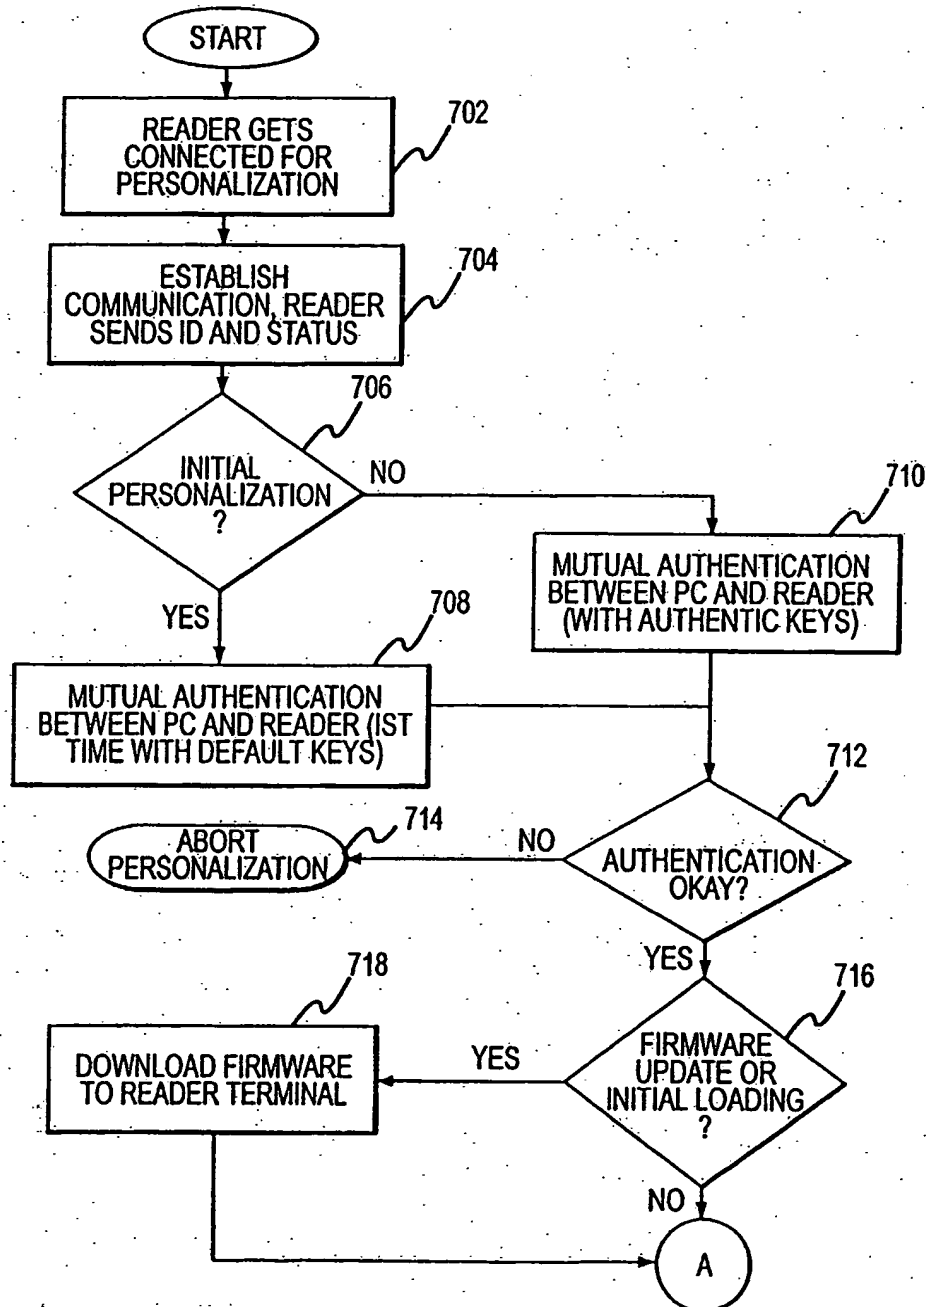 START
READER GETS
CONNECTED FOR
PERSONALIZATION
702
ESTABLISH
COMMUNICATION, READER
SENDS ID AND STATUS
704
706
INITIAL
PERSONALIZATION
?
NO
YES
710
MUTUAL AUTHENTICATION
BETWEEN PC AND READER
(WITH AUTHENTIC KEYS)
708
MUTUAL AUTHENTICATION
BETWEEN PC AND READER (IST
TIME WITH DEFAULT KEYS)
712
AUTHENTICATION
OKAY?
NO
714
ABORT
PERSONALIZATION
YES
716
FIRMWARE
UPDATE OR
INITIAL LOADING
?
YES
718
DOWNLOAD FIRMWARE
TO READER TERMINAL
NO
A